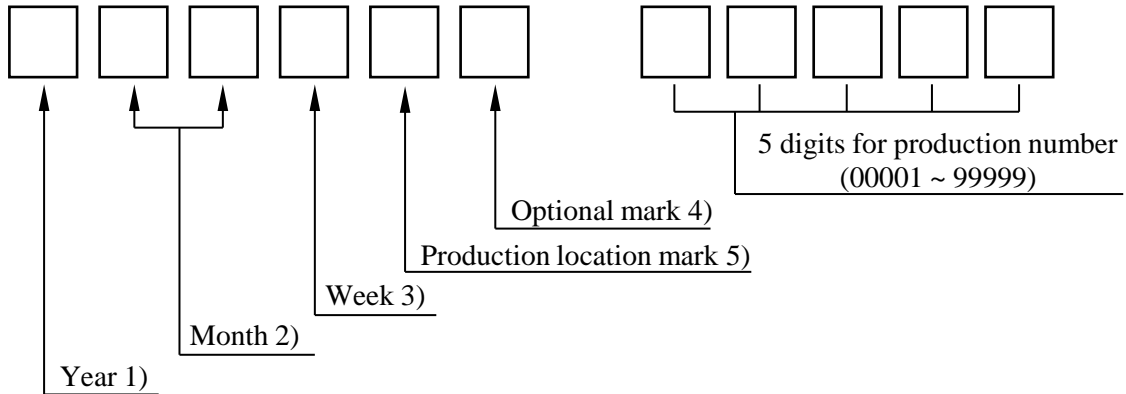 5 digits for production number
(00001 ~ 99999)
Optional mark 4)
Production location mark 5)
Week 3)
Month 2)
Year 1)